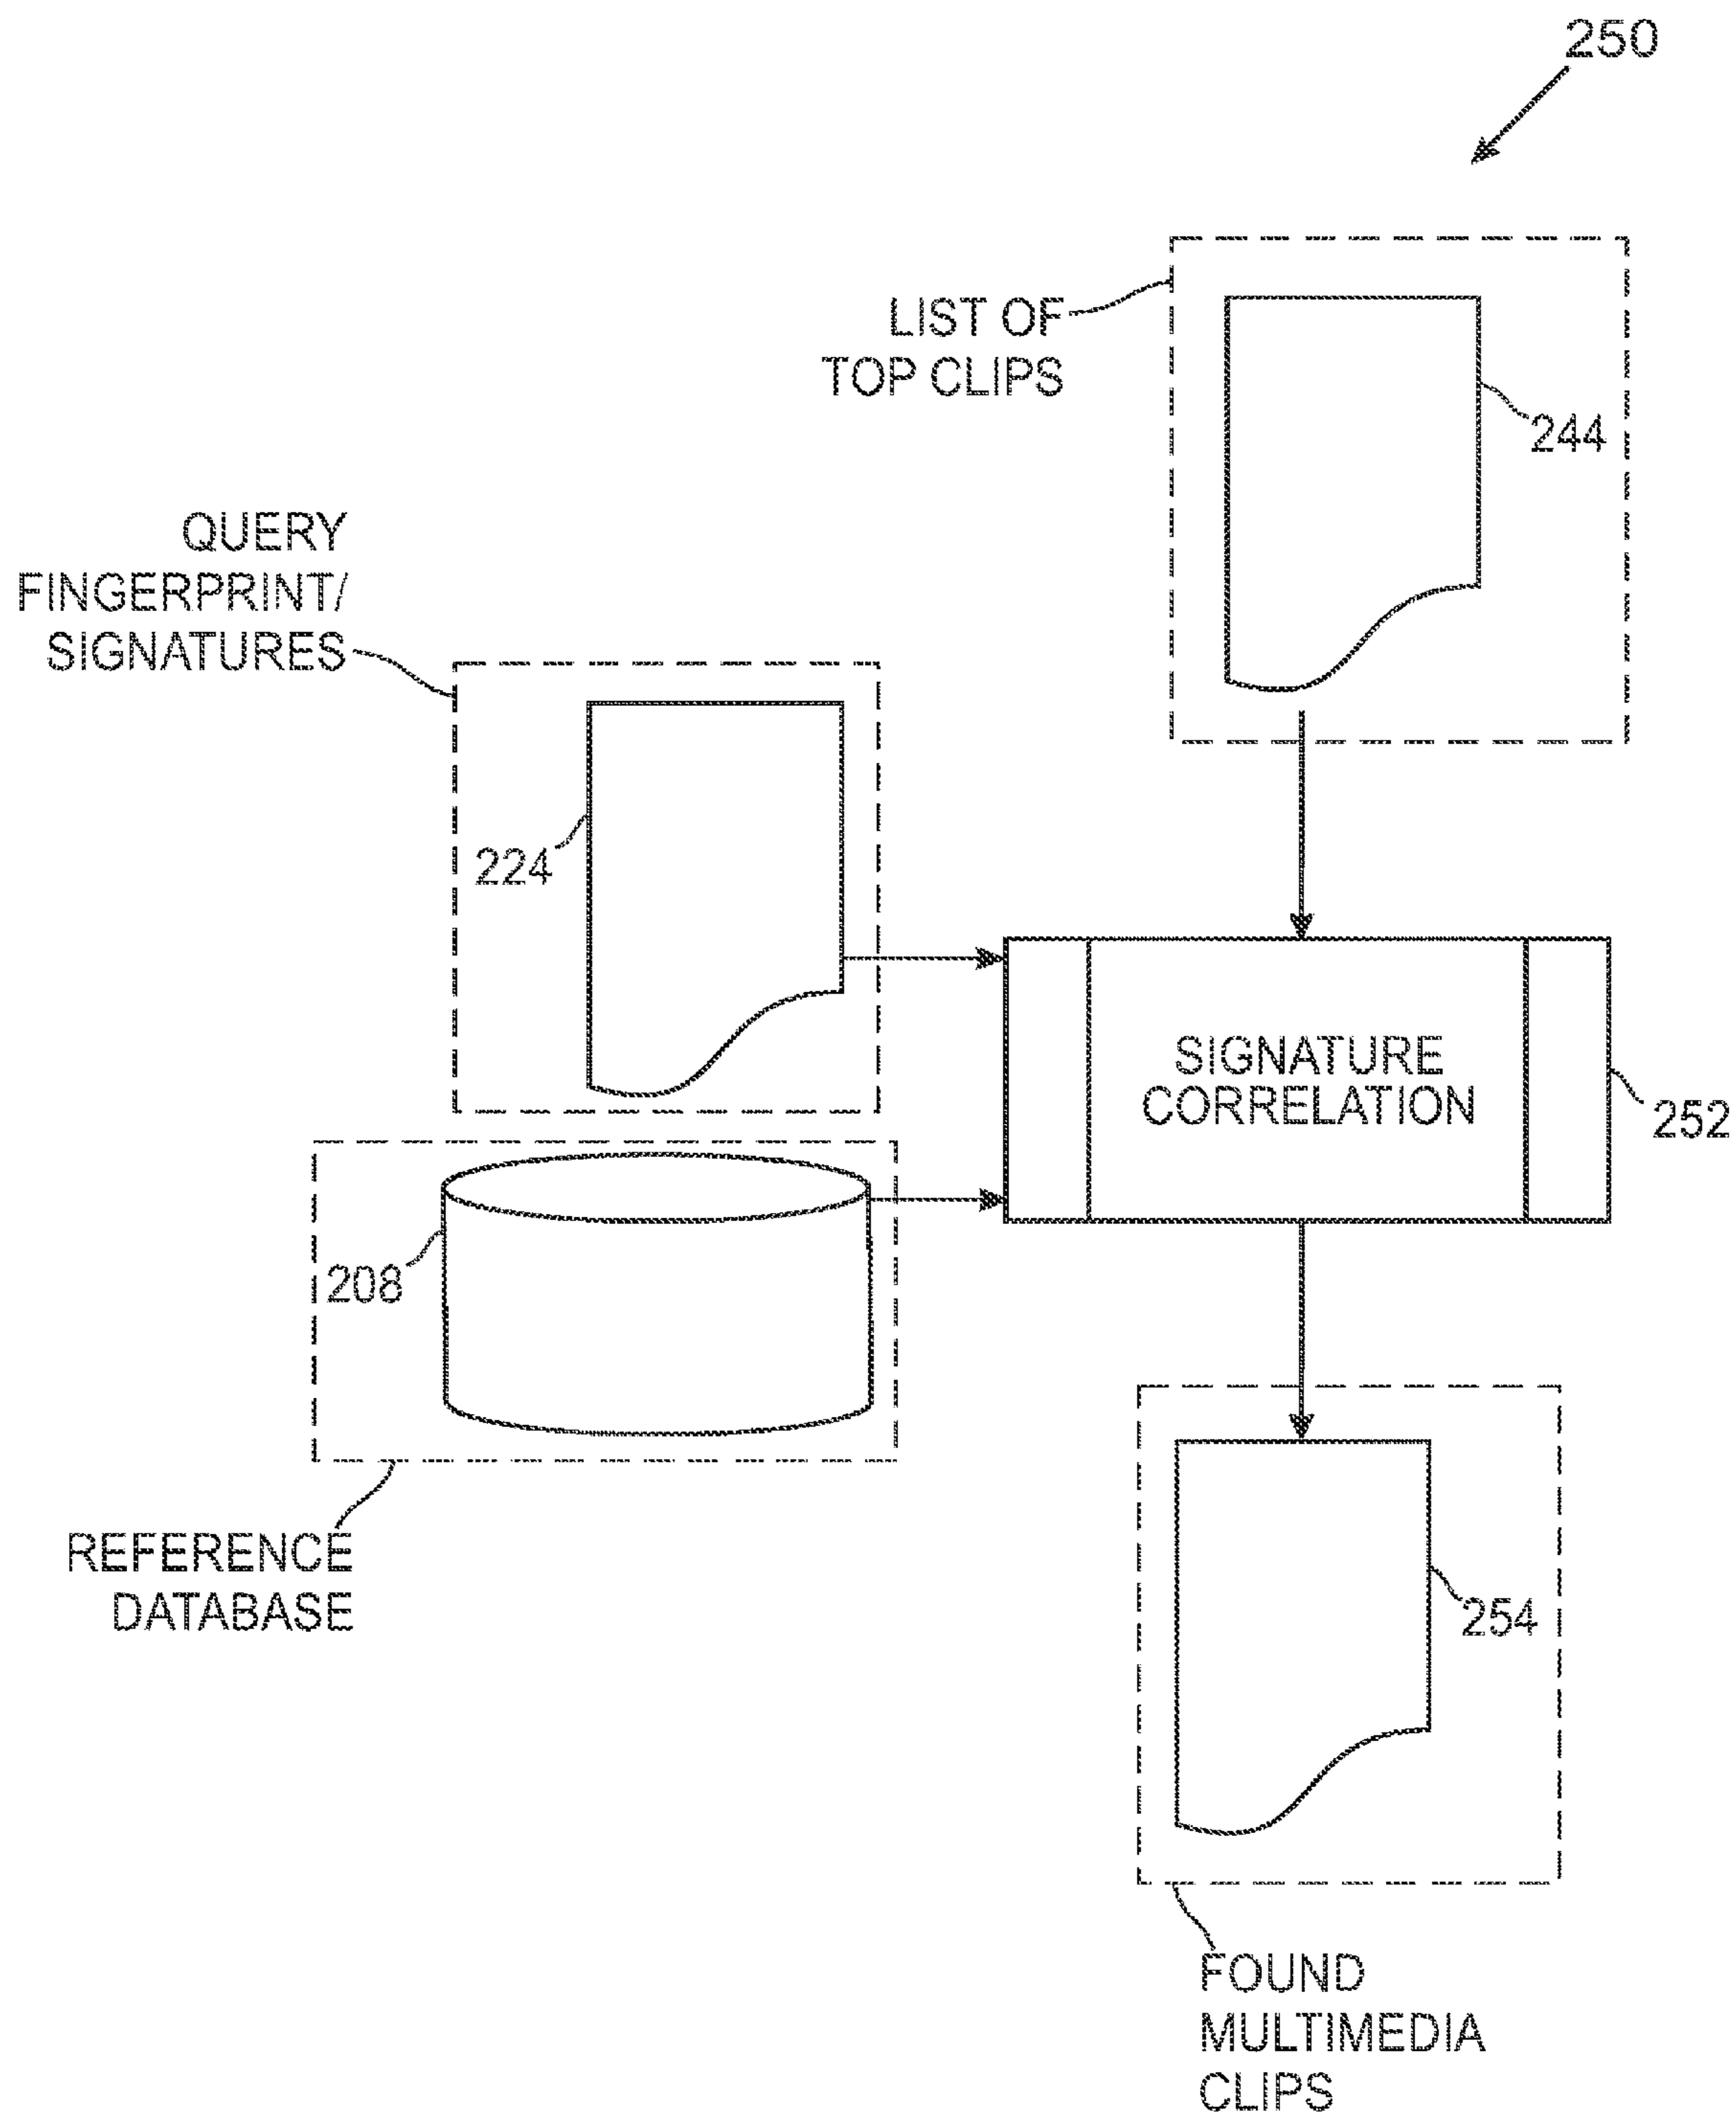 250
LIST OF
TOP CLIPS
244
QUERY
FINGERPRINT/
SIGNATURES
224
SIGNATURE
CORRELATION
252
208
REFERENCE
DATABASE
254
FOUND
MULTIMEDIA
CLIPS